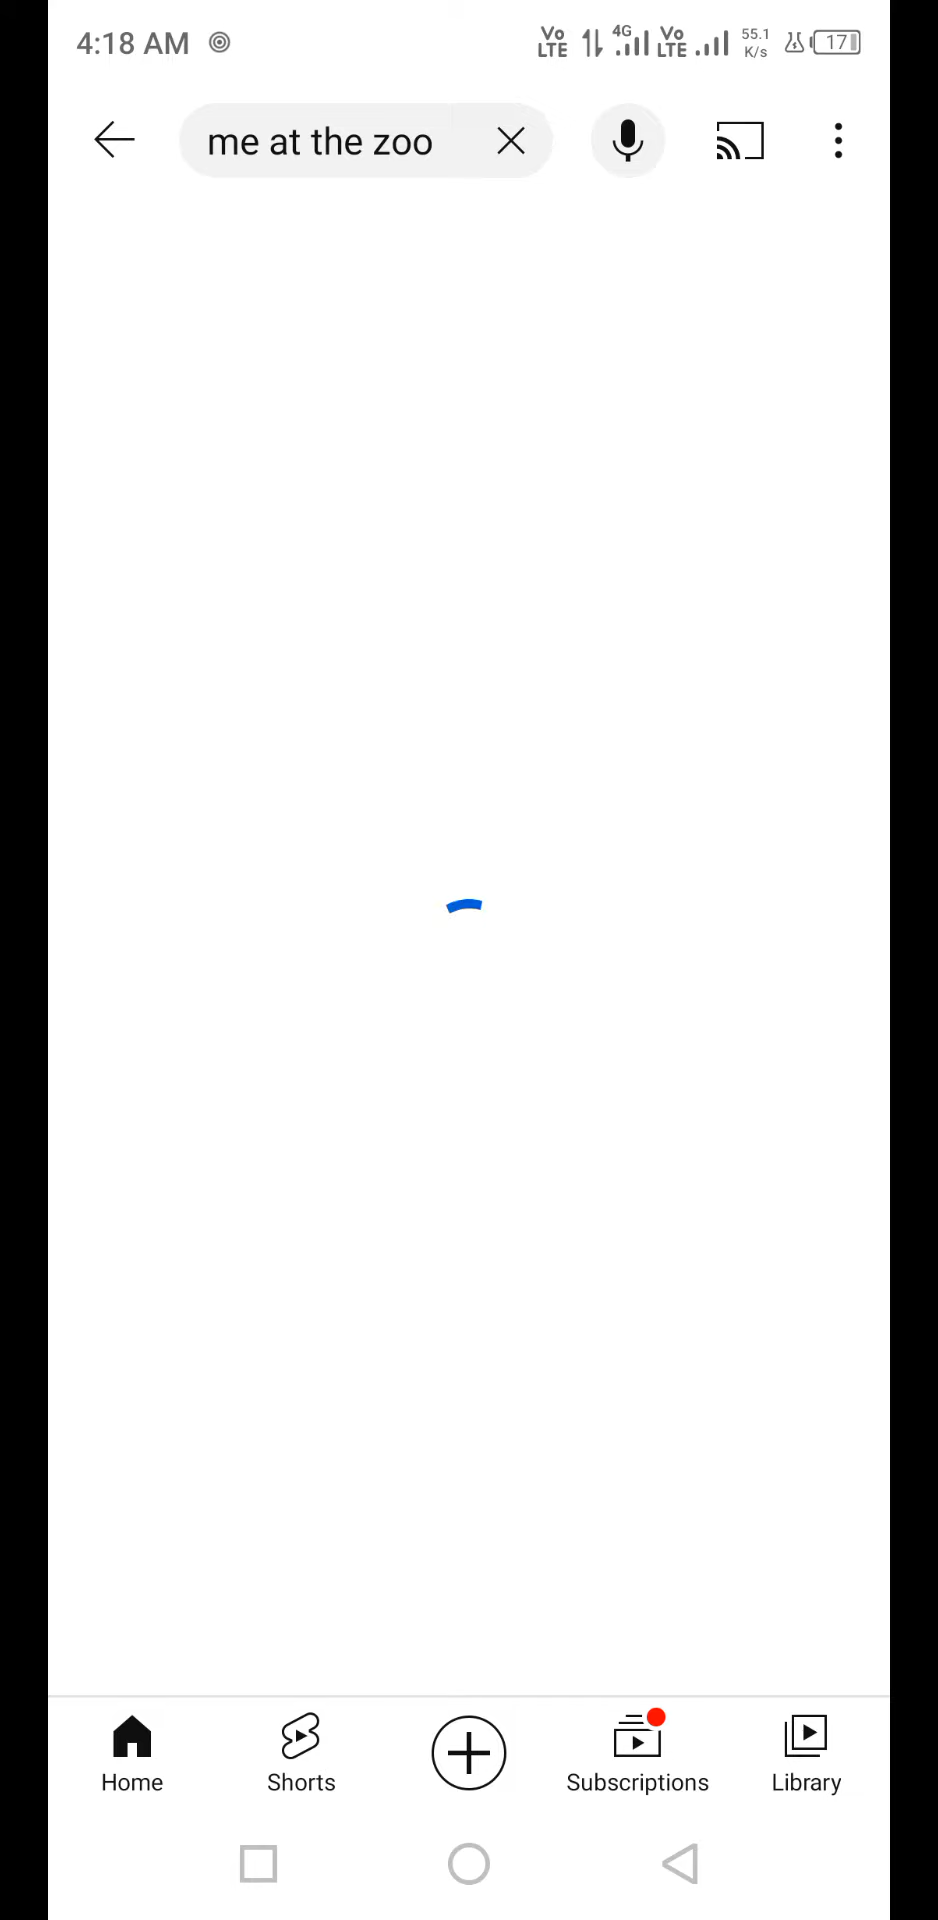 4:18 AM Vo LTE 4G Vo LTE 55.1 K/s 17
me at the zoo
Home Shorts Subscriptions Library